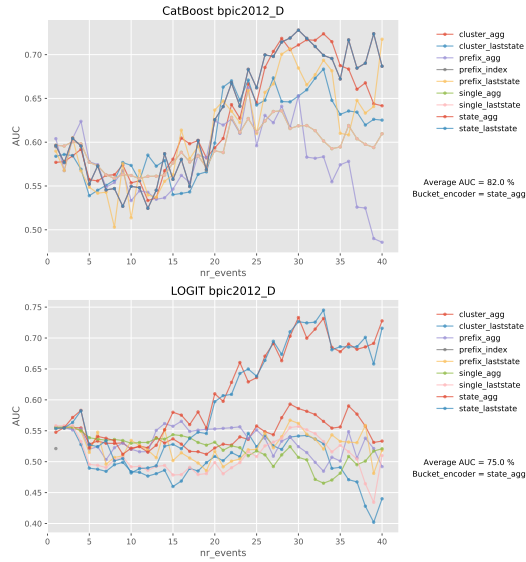 CatBoost bpic2012_D
0.70
0.65
0.60
0.55
0.50
AUC
0
5
10
15
20
25
30
35
40
nr_events
cluster_agg
cluster_laststate
prefix_agg
prefix_index
prefix_laststate
single_agg
single_laststate
state_agg
state_laststate
Average AUC = 82.0 %
Bucket_encoder = state_agg
LOGIT bpic2012_D
0.75
0.70
0.65
0.60
0.55
0.50
0.45
0.40
AUC
0
5
10
15
20
25
30
35
40
nr_events
cluster_agg
cluster_laststate
prefix_agg
prefix_index
prefix_laststate
single_agg
single_laststate
state_agg
state_laststate
Average AUC = 75.0 %
Bucket_encoder = state_agg